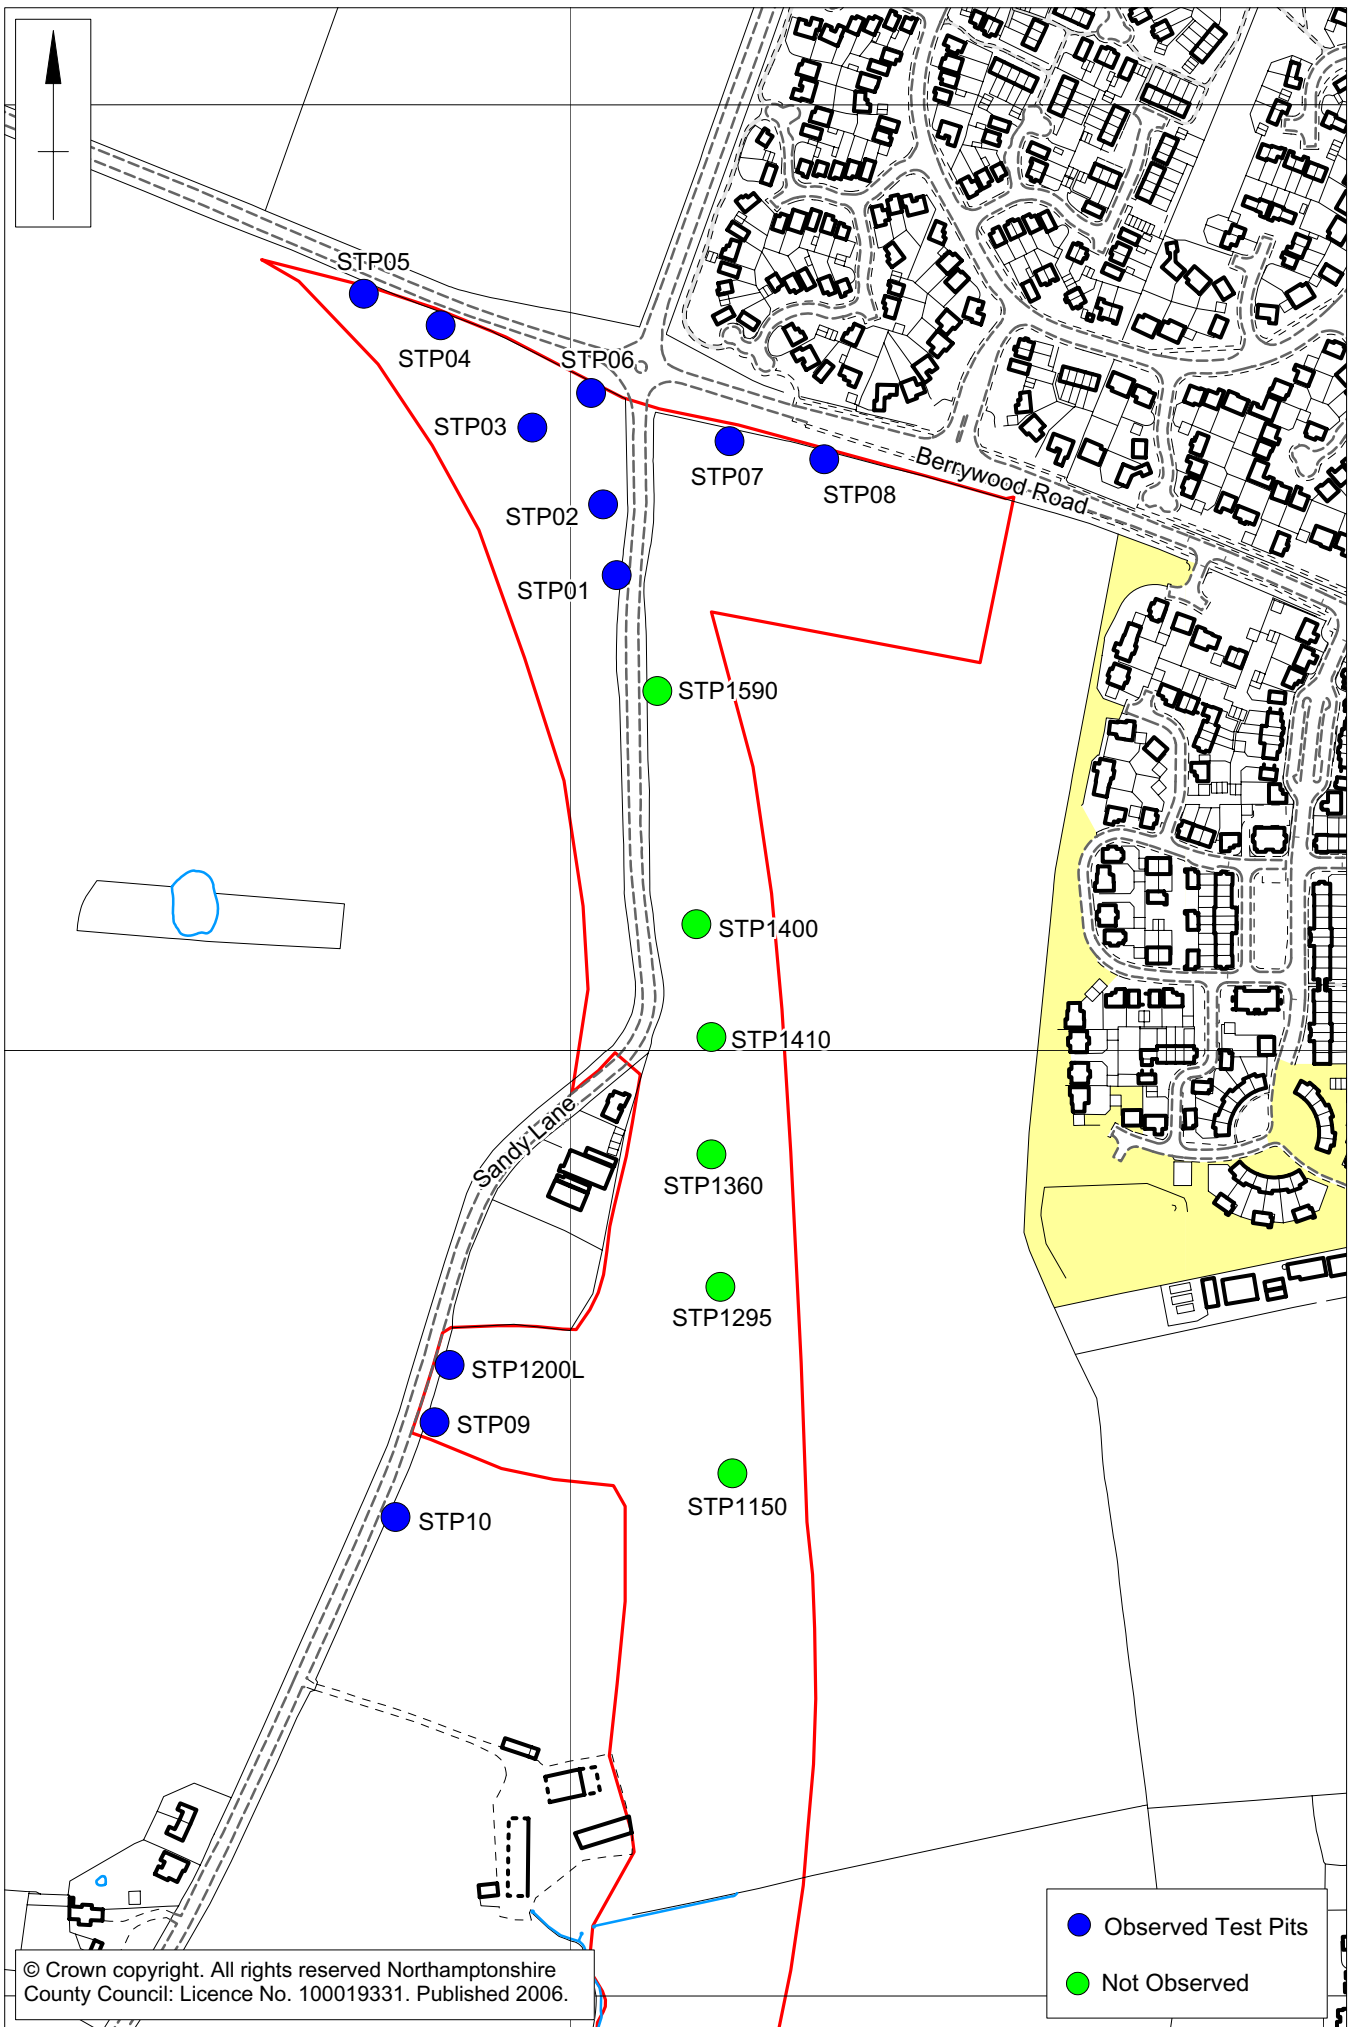 STP05
STP04
STP06
STP03
STP07
STP08
Berrywood Road
STP02
STP01
STP1590
STP1400
STP1410
Sandy Lane
STP1360
STP1295
STP1200L
STP09
STP1150
STP10
Observed Test Pits
Not Observed
© Crown copyright. All rights reserved Northamptonshire
County Council: Licence No. 100019331. Published 2006.